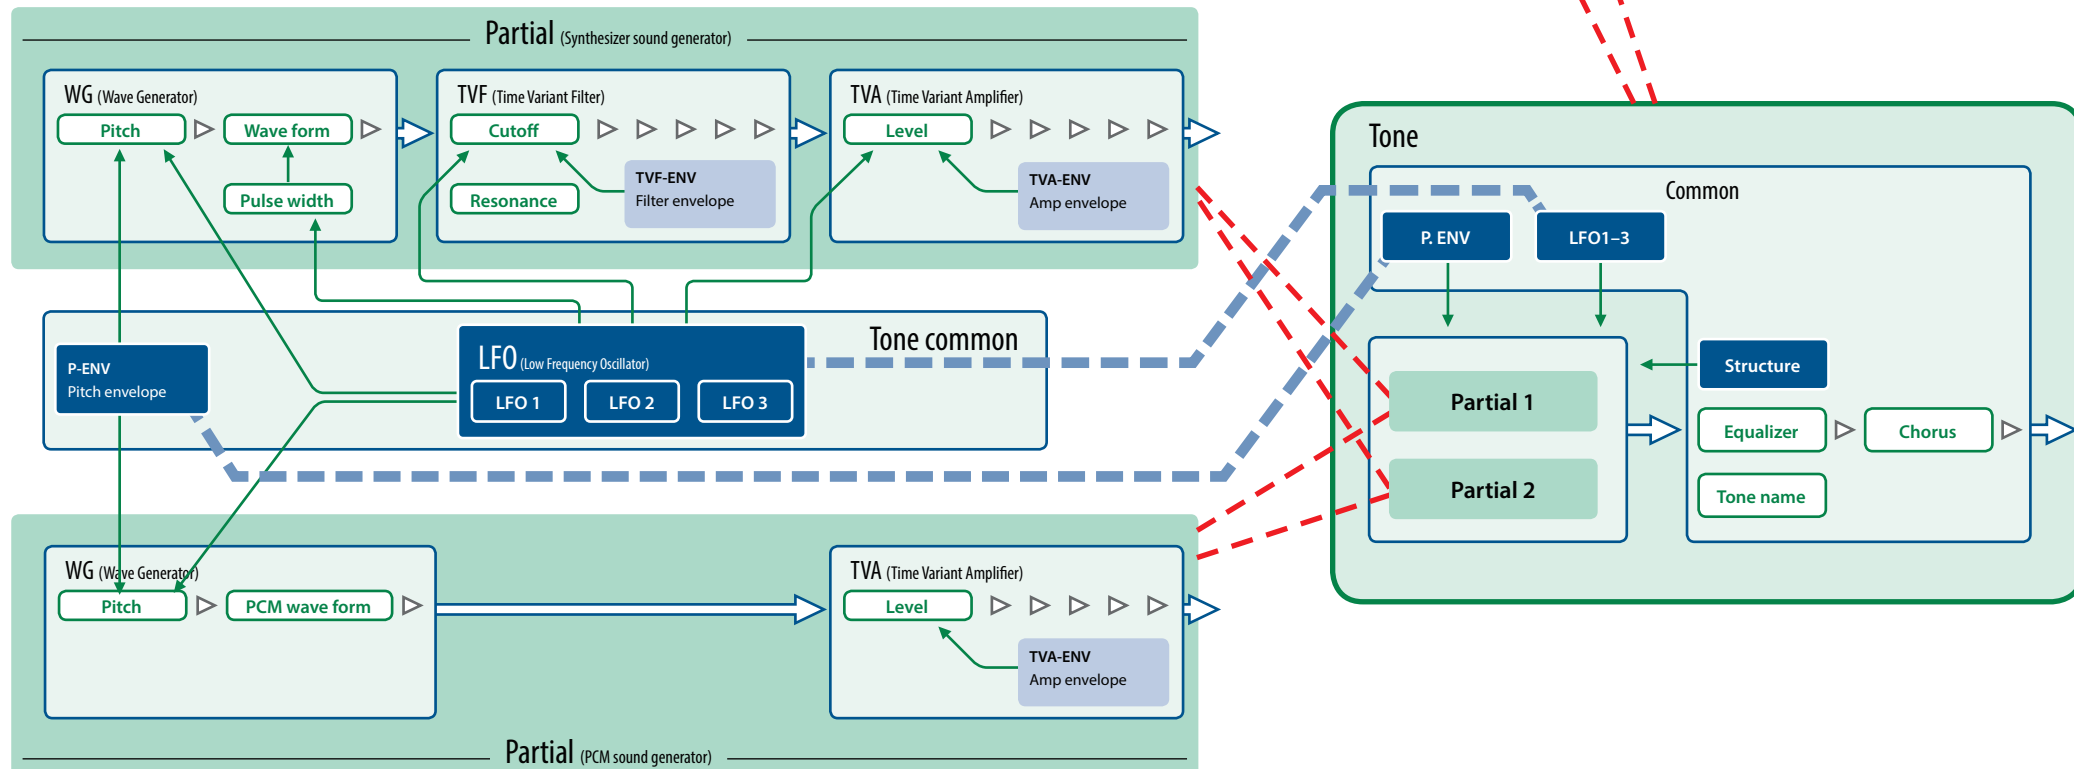 Partial (Synthesizer sound generator)
WG (Wave Generator)
Pitch
Wave form
Pulse width
TVF (Time Variant Filter)
Cutoff
Resonance
TVF-ENV
Filter envelope
TVA (Time Variant Amplifier)
Level
TVA-ENV
Amp envelope
Tone common
P-ENV
Pitch envelope
LFO (Low Frequency Oscillator)
LFO 1
LFO 2
LFO 3
WG (Wave Generator)
Pitch
PCM wave form
TVA (Time Variant Amplifier)
Level
TVA-ENV
Amp envelope
Partial (PCM sound generator)
Tone
Common
P. ENV
LFO1–3
Partial 1
Partial 2
Structure
Equalizer
Chorus
Tone name